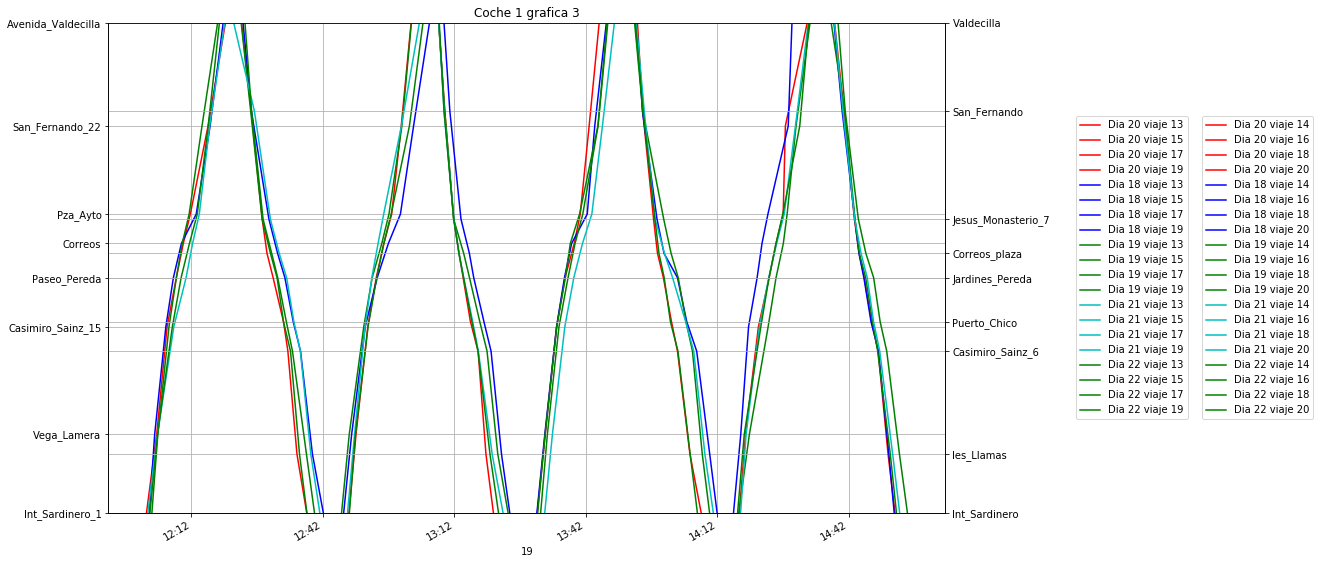 Coche 1 grafica 3
Avenida_Valdecilla
San_Fernando_22
Pza_Ayto
Correos
Paseo_Pereda
Casimiro_Sainz_15
Vega_Lamera
Int_Sardinero_1
Valdecilla
San_Fernando
Jesus_Monasterio_7
Correos_plaza
Jardines_Pereda
Puerto_Chico
Casimiro_Sainz_6
Ies_Llamas
Int_Sardinero
12:12
12:42
13:12
13:42
14:12
14:42
19
Dia 20 viaje 13
Dia 20 viaje 15
Dia 20 viaje 17
Dia 20 viaje 19
Dia 18 viaje 13
Dia 18 viaje 15
Dia 18 viaje 17
Dia 18 viaje 19
Dia 19 viaje 13
Dia 19 viaje 15
Dia 19 viaje 17
Dia 19 viaje 19
Dia 21 viaje 13
Dia 21 viaje 15
Dia 21 viaje 17
Dia 21 viaje 19
Dia 22 viaje 13
Dia 22 viaje 15
Dia 22 viaje 17
Dia 22 viaje 19
Dia 20 viaje 14
Dia 20 viaje 16
Dia 20 viaje 18
Dia 20 viaje 20
Dia 18 viaje 14
Dia 18 viaje 16
Dia 18 viaje 18
Dia 18 viaje 20
Dia 19 viaje 14
Dia 19 viaje 16
Dia 19 viaje 18
Dia 19 viaje 20
Dia 21 viaje 14
Dia 21 viaje 16
Dia 21 viaje 18
Dia 21 viaje 20
Dia 22 viaje 14
Dia 22 viaje 16
Dia 22 viaje 18
Dia 22 viaje 20